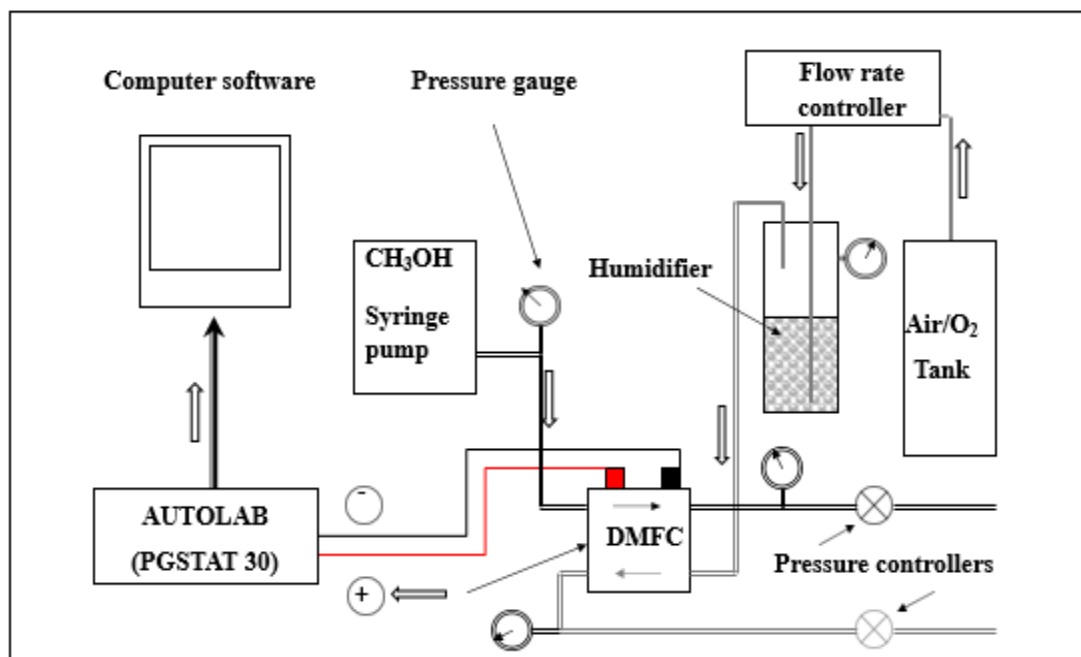 Computer software
Pressure gauge
Flow rate
controller
CH₃OH
Syringe
pump
Humidifier
Air/O₂
Tank
AUTOLAB
(PGSTAT 30)
-
+
DMFC
Pressure controllers